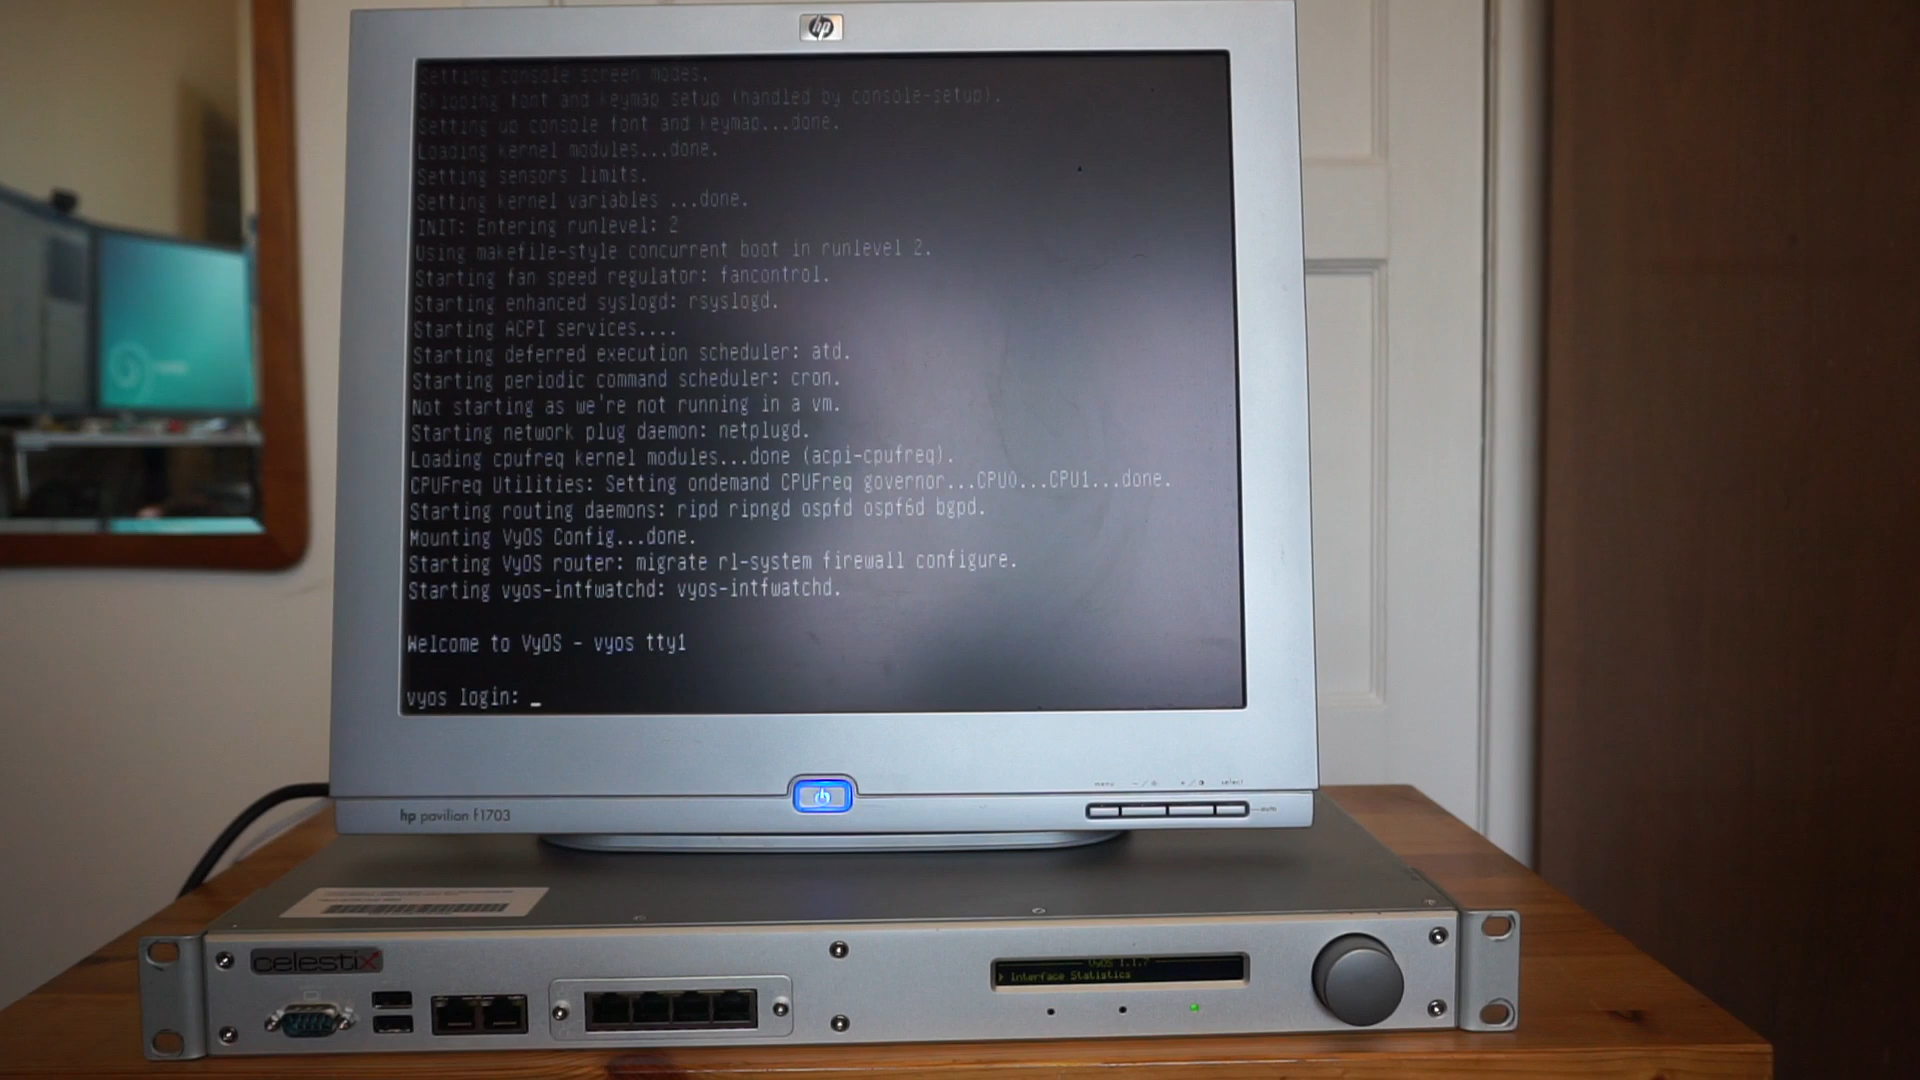 hp
Setting console screen modes.
Skipping font and keymap setup (handled by console-setup).
Setting up console font and keymap...done.
Loading kernel modules...done.
Setting sensors limits.
Setting kernel variables ...done.
INIT: Entering runlevel: 2
Using makefile-style concurrent boot in runlevel 2.
Starting fan speed regulator: fancontrol.
Starting enhanced syslogd: rsyslogd.
Starting ACPI services....
Starting deferred execution scheduler: atd.
Starting periodic command scheduler: cron.
Not starting as we're not running in a vm.
Starting network plug daemon: netplugd.
Loading cpufreq kernel modules...done (acpi-cpufreq).
CPUFreq Utilities: Setting ondemand CPUFreq governor...CPU0...CPU1...done.
Starting routing daemons: ripd ripngd ospfd ospf6d bgpd.
Mounting VyOS Config...done.
Starting VyOS router: migrate rl-system firewall configure.
Starting vyos-intfwatchd: vyos-intfwatchd.
Welcome to VyOS - vyos tty1
vyos login: _
menu
select
auto
hp pavilion f1703
celestix
VyOS 1.1.7
Interface Statistics